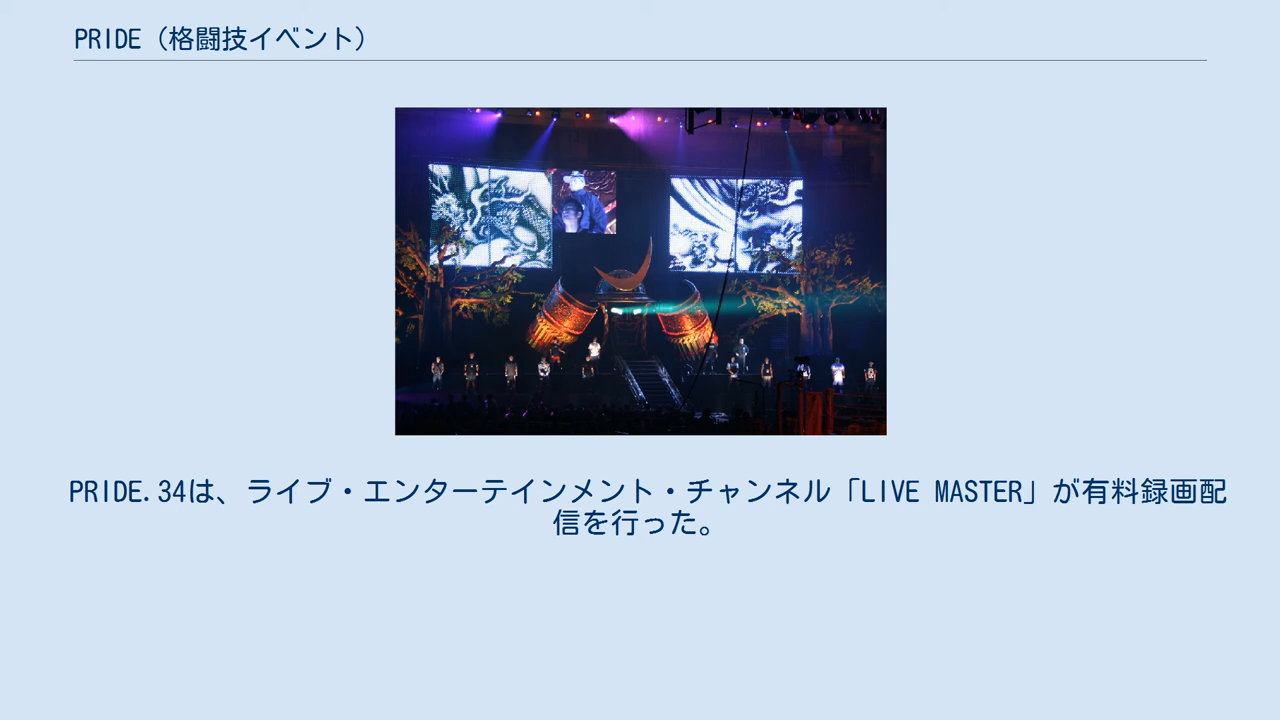 PRIDE（格闘技イベント）
PRIDE.34は、ライブ・エンターテインメント・チャンネル「LIVE MASTER」が有料録画配
信を行った。